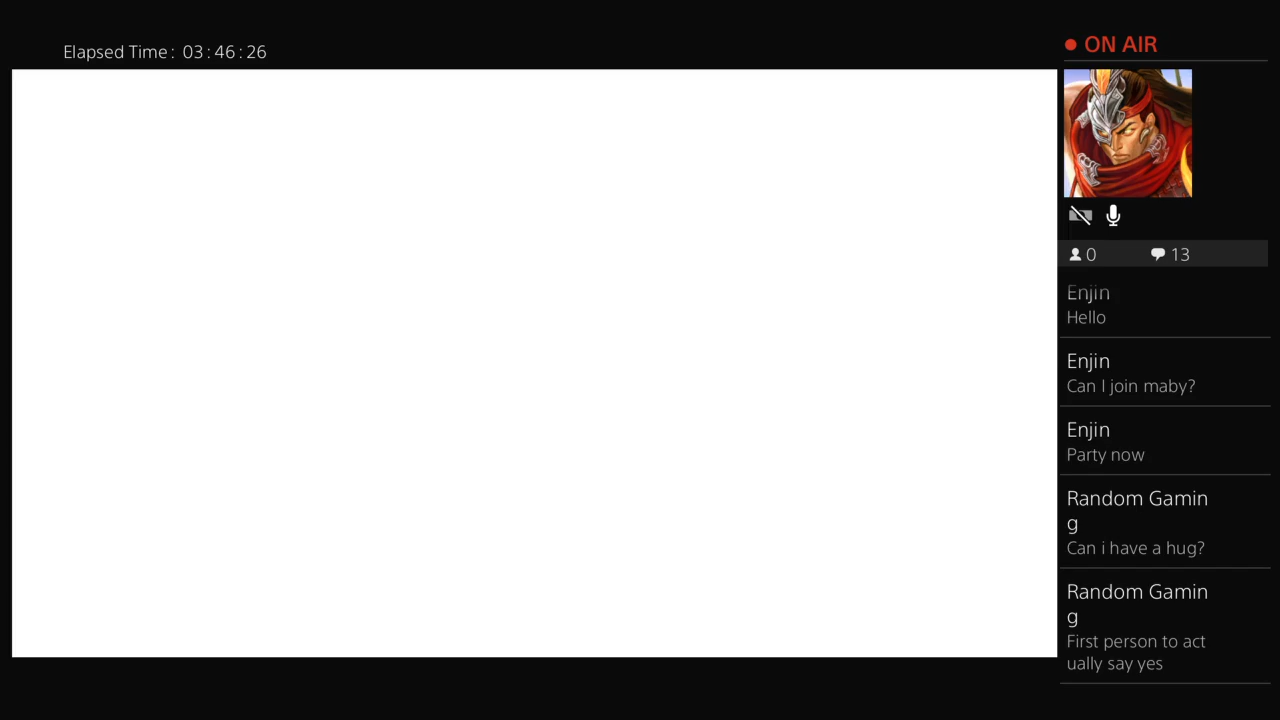 Elapsed Time: 03:46:26
ON AIR
0 13
Enjin
Hello
Enjin
Can I join maby?
Enjin
Party now
Random Gamin
g
Can i have a hug?
Random Gamin
g
First person to act
ually say yes